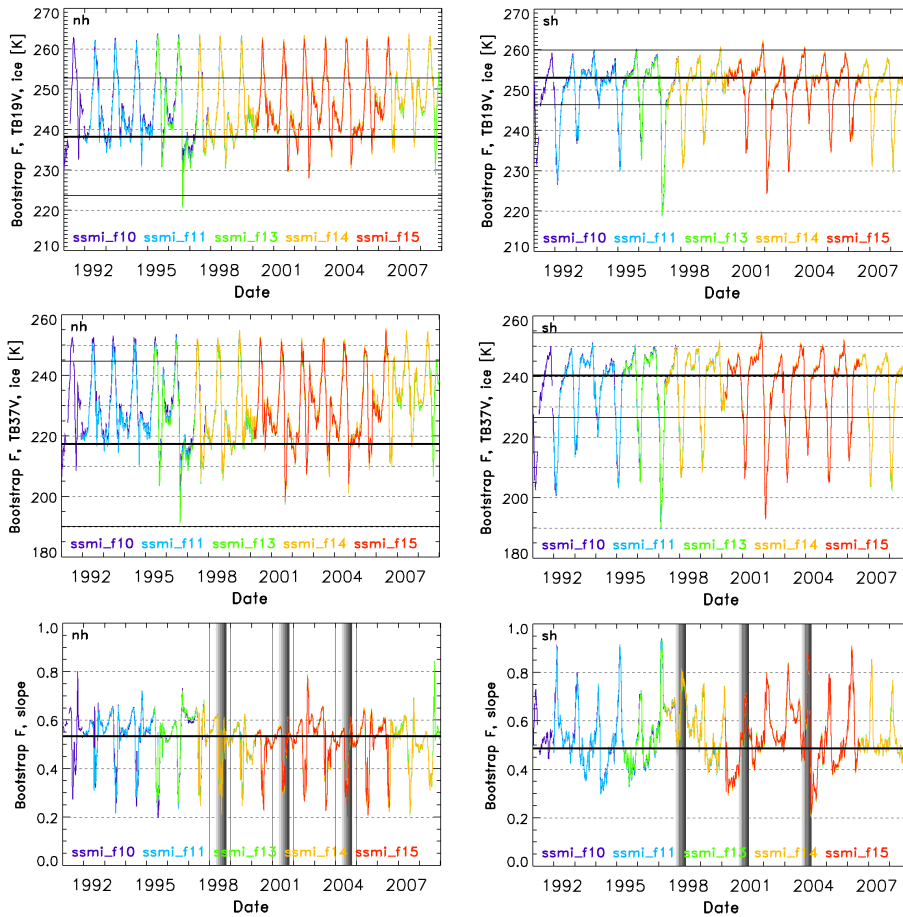 nh
Bootstrap F, TB19V, ice [K]
270
260
250
240
230
220
210
ssmi_f10 ssmi_f11 ssmi_f13 ssmi_f14 ssmi_f15
1992 1995 1998 2001 2004 2007
Date
sh
Bootstrap F, TB19V, ice [K]
270
260
250
240
230
220
210
ssmi_f10 ssmi_f11 ssmi_f13 ssmi_f14 ssmi_f15
1992 1995 1998 2001 2004 2007
Date
nh
Bootstrap F, TB37V, ice [K]
260
240
220
200
180
ssmi_f10 ssmi_f11 ssmi_f13 ssmi_f14 ssmi_f15
1992 1995 1998 2001 2004 2007
Date
sh
Bootstrap F, TB37V, ice [K]
260
240
220
200
180
ssmi_f10 ssmi_f11 ssmi_f13 ssmi_f14 ssmi_f15
1992 1995 1998 2001 2004 2007
Date
nh
Bootstrap F, slope
1.0
0.8
0.6
0.4
0.2
0.0
ssmi_f10 ssmi_f11 ssmi_f13 ssmi_f14 ssmi_f15
1992 1995 1998 2001 2004 2007
Date
sh
Bootstrap F, slope
1.0
0.8
0.6
0.4
0.2
0.0
ssmi_f10 ssmi_f11 ssmi_f13 ssmi_f14 ssmi_f15
1992 1995 1998 2001 2004 2007
Date